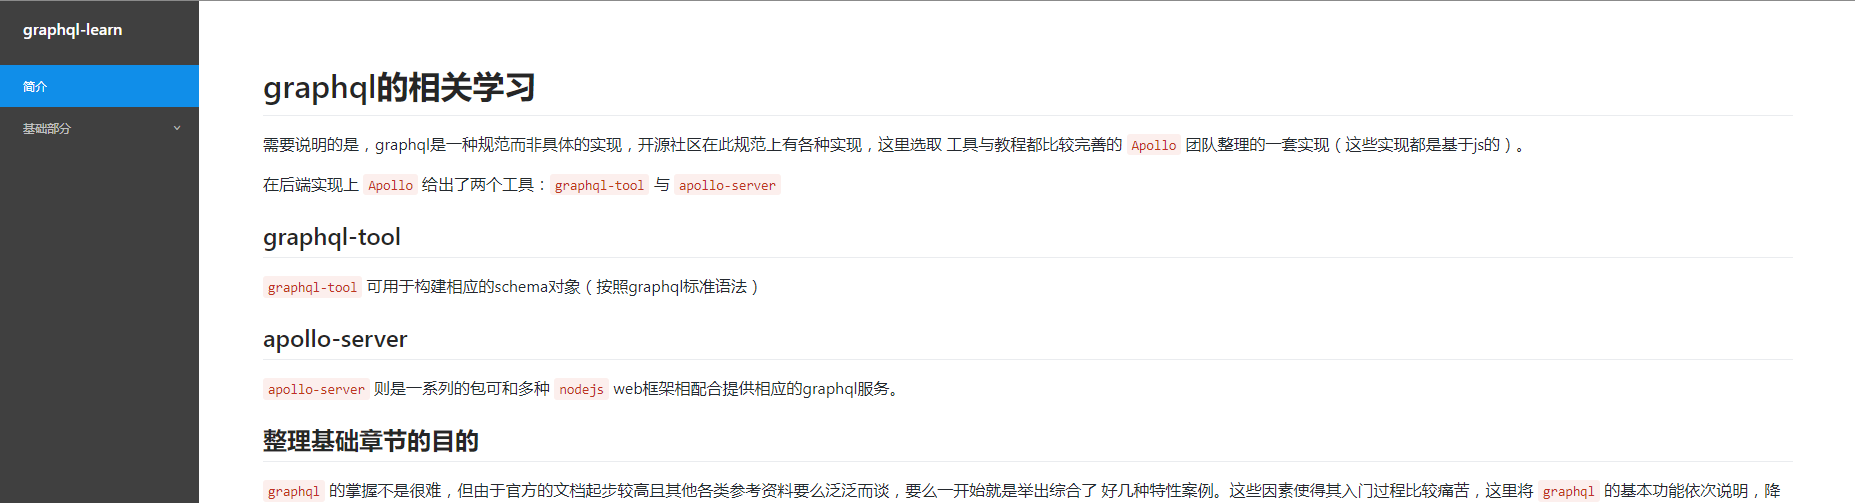 graphql-learn
简介
基础部分
graphql的相关学习
需要说明的是，graphql是一种规范而非具体的实现，开源社区在此规范上有各种实现，这里选取 工具与教程都比较完善的 Apollo 团队整理的一套实现（这些实现都是基于js的）。
在后端实现上 Apollo 给出了两个工具：graphql-tool 与 apollo-server
graphql-tool
graphql-tool 可用于构建相应的schema对象（按照graphql标准语法）
apollo-server
apollo-server 则是一系列的包可和多种 nodejs web框架相配合提供相应的graphql服务。
整理基础章节的目的
graphql 的掌握不是很难，但由于官方的文档起步较高且其他各类参考资料要么泛泛而谈，要么一开始就是举出综合了 好几种特性案例。这些因素使得其入门过程比较痛苦，这里将 graphql 的基本功能依次说明，降